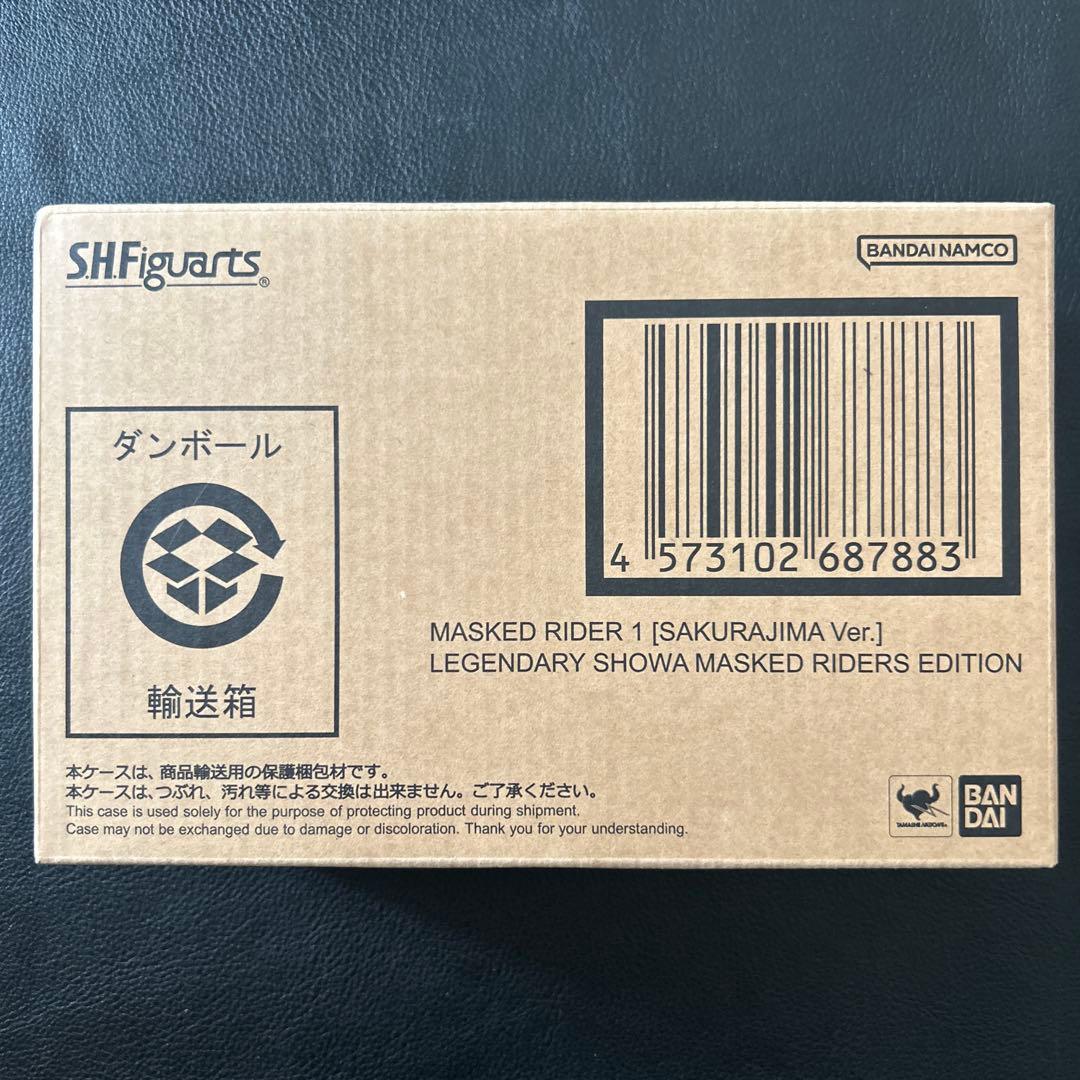 S.H.Figuarts®
BANDAI NAMCO
ダンボール
輸送箱
4 573102 687883
MASKED RIDER 1 [SAKURAJIMA Ver.]
LEGENDARY SHOWA MASKED RIDERS EDITION
本ケースは、商品輸送用の保護梱包材です。
本ケースは、つぶれ、汚れ等による交換は出来ません。ご了承ください。
This case is used solely for the purpose of protecting product during shipment.
Case may not be exchanged due to damage or discoloration. Thank you for your understanding.
TAMASHII NATIONS
BAN
DAI